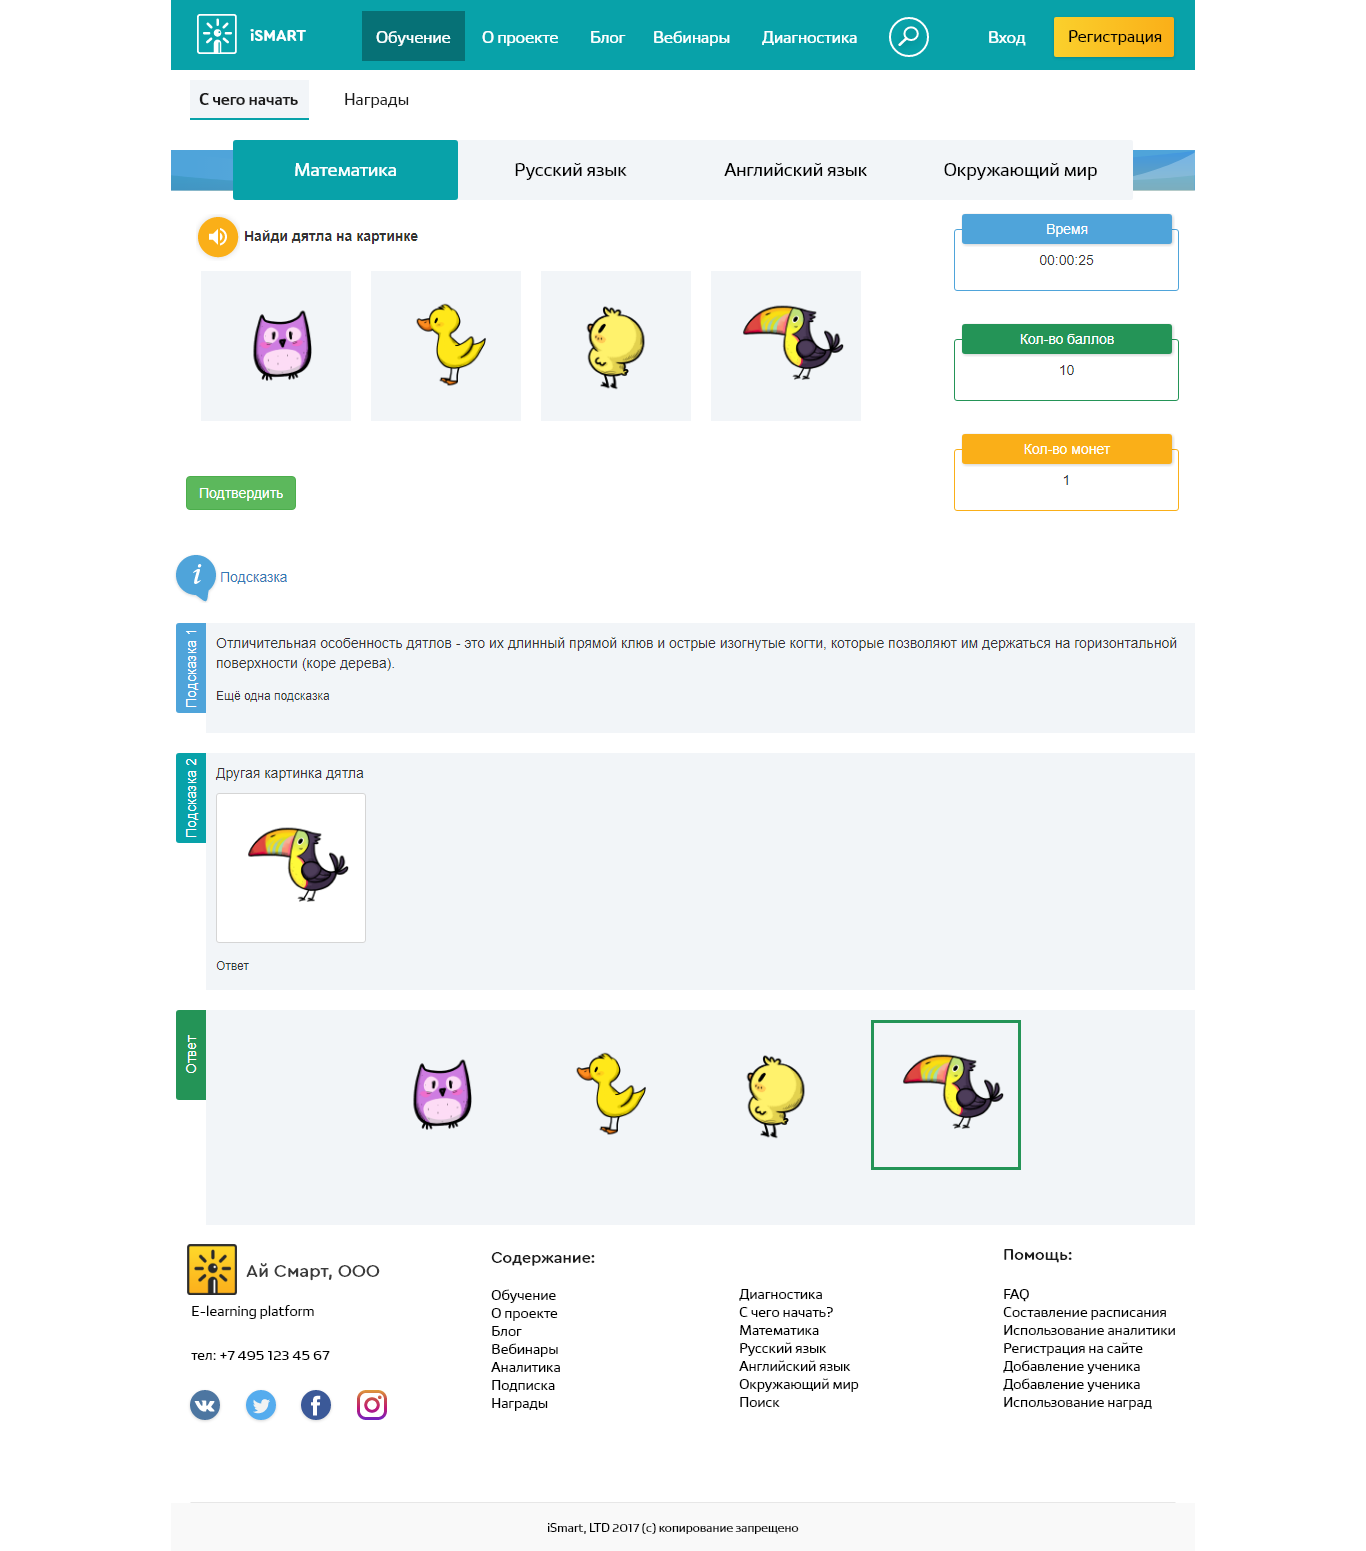 iSMART
Обучение
О проекте
Блог
Вебинары
Диагностика
Вход
Регистрация
С чего начать
Награды
Математика
Русский язык
Английский язык
Окружающий мир
Найди дятла на картинке
Время
00:00:25
Кол-во баллов
10
Кол-во монет
1
Подтвердить
i Подсказка
Подсказка 1
Отличительная особенность дятлов - это их длинный прямой клюв и острые изогнутые когти, которые позволяют им держаться на горизонтальной
поверхности (коре дерева).
Ещё одна подсказка
Подсказка 2
Другая картинка дятла
Ответ
Ответ
Ай Смарт, ООО
E-learning platform
тел: +7 495 123 45 67
Содержание:
Обучение
О проекте
Блог
Вебинары
Аналитика
Подписка
Награды
Диагностика
С чего начать?
Математика
Русский язык
Английский язык
Окружающий мир
Поиск
Помощь:
FAQ
Составление расписания
Использование аналитики
Регистрация на сайте
Добавление ученика
Добавление ученика
Использование наград
iSmart, LTD 2017 (c) копирование запрещено